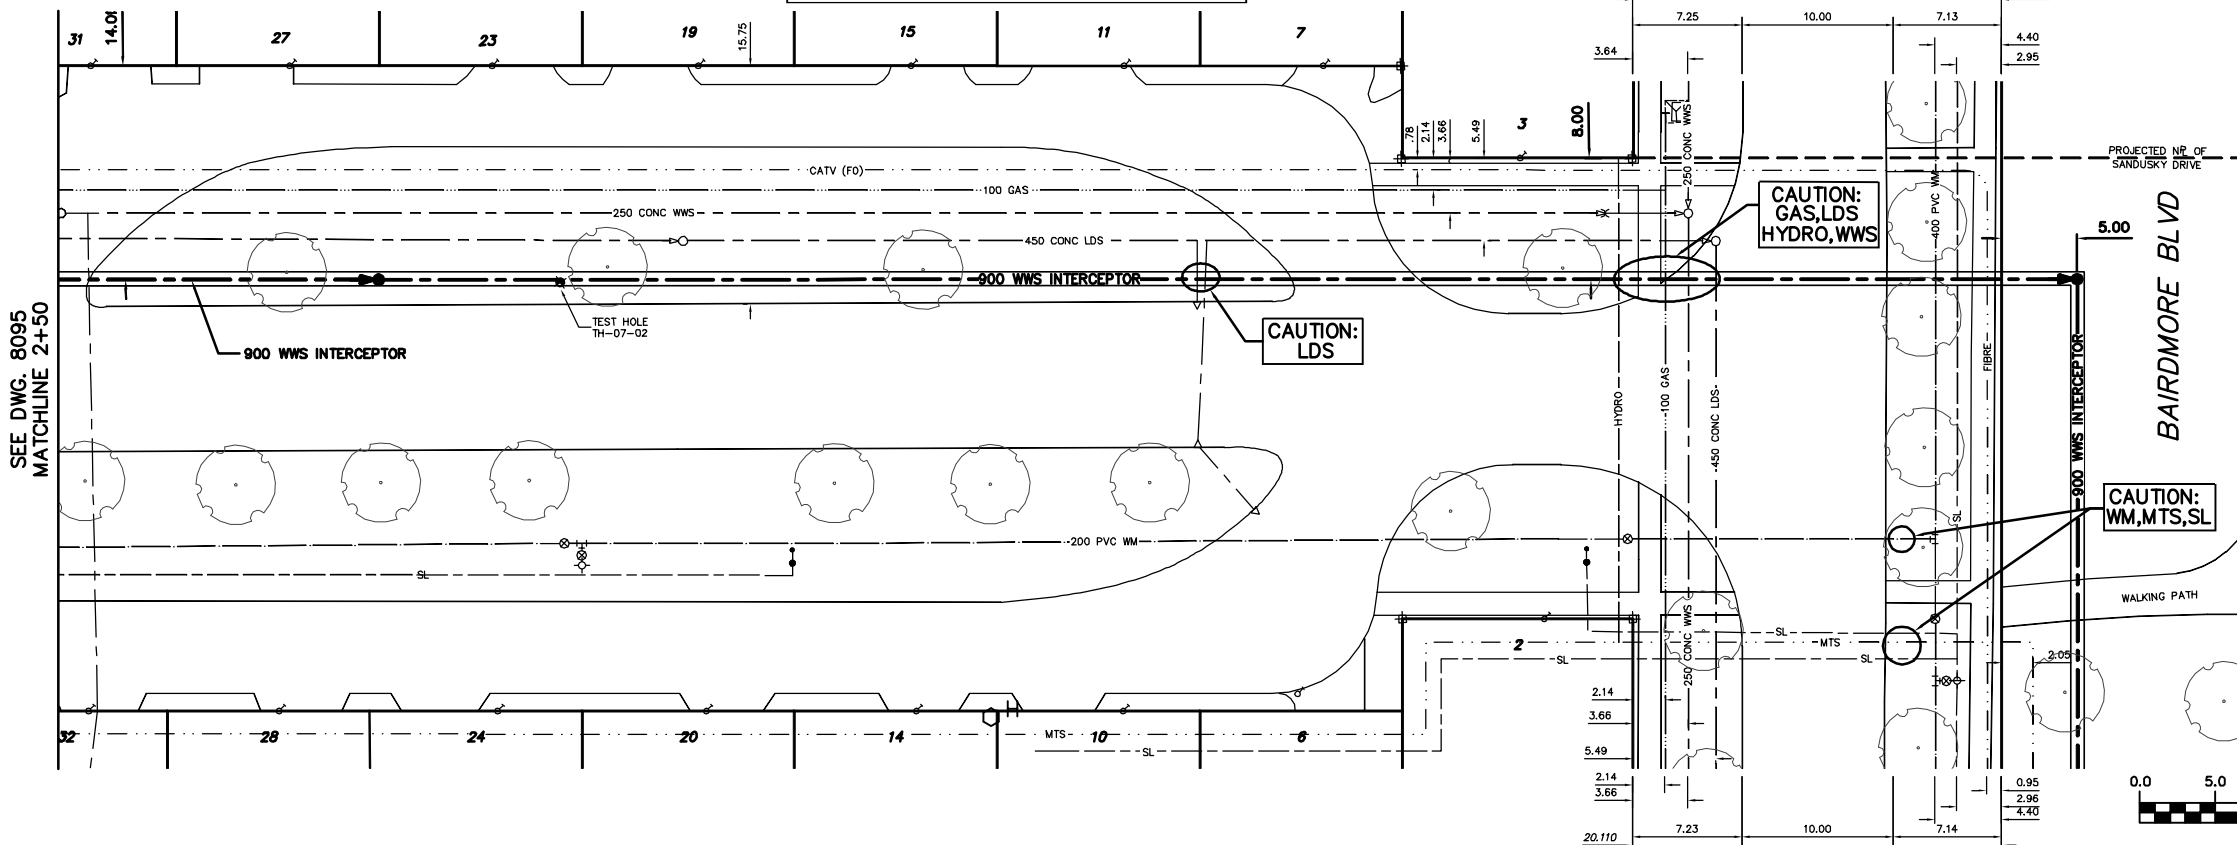 7.25
10.00
7.13
4.40
2.95
3.64
31
14.0
27
23
19
15.75
15
11
7
3
.78
2.14
3.66
5.49
8.00
250 CONC WWS
400 PVC WM
PROJECTED NP OF
SANDUSKY DRIVE
CATV (FO)
100 GAS
250 CONC WWS
450 CONC LDS
CAUTION:
GAS,LDS
HYDRO,WWS
5.00
BAIRDMORE BLVD
900 WWS INTERCEPTOR
TEST HOLE
TH-07-02
900 WWS INTERCEPTOR
CAUTION:
LDS
SEE DWG. 8095
MATCHLINE 2+50
HYDRO
100 GAS
450 CONC LDS
FIBRE
900 WWS INTERCEPTOR
CAUTION:
WM,MTS,SL
SL
200 PVC WM
SL
WALKING PATH
250 CONC WWS
SL
MTS
SL
SL
2
2.05
2.14
3.66
5.49
32
28
24
20
14
10
6
MTS
SL
2.14
3.66
0.95
2.96
4.40
0.0
5.0
20.110
7.23
10.00
7.14